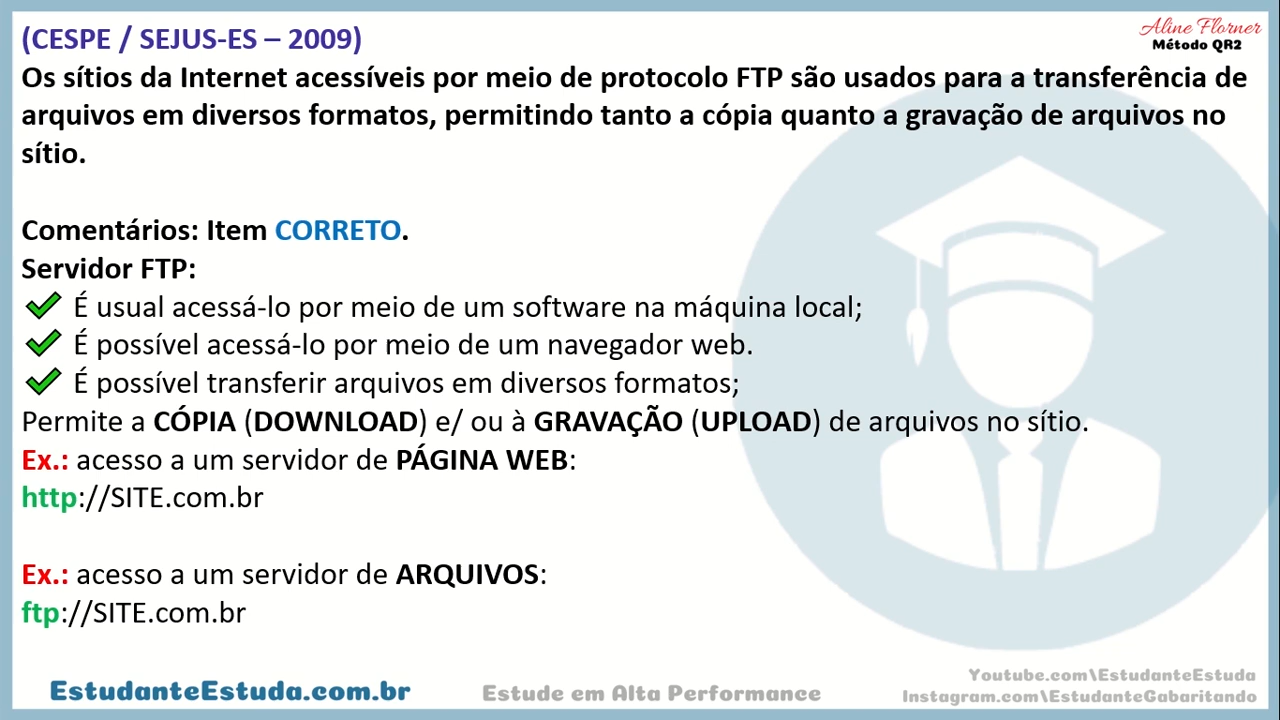 (CESPE / SEJUS-ES – 2009)
Aline Florner
Método QR2
Os sítios da Internet acessíveis por meio de protocolo FTP são usados para a transferência de
arquivos em diversos formatos, permitindo tanto a cópia quanto a gravação de arquivos no
sítio.
Comentários: Item CORRETO.
Servidor FTP:
É usual acessá-lo por meio de um software na máquina local;
É possível acessá-lo por meio de um navegador web.
É possível transferir arquivos em diversos formatos;
Permite a CÓPIA (DOWNLOAD) e/ ou à GRAVAÇÃO (UPLOAD) de arquivos no sítio.
Ex.: acesso a um servidor de PÁGINA WEB:
http://SITE.com.br
Ex.: acesso a um servidor de ARQUIVOS:
ftp://SITE.com.br
EstudanteEstuda.com.br
Estude em Alta Performance
Youtube.com\EstudanteEstuda
Instagram.com\EstudanteGabaritando